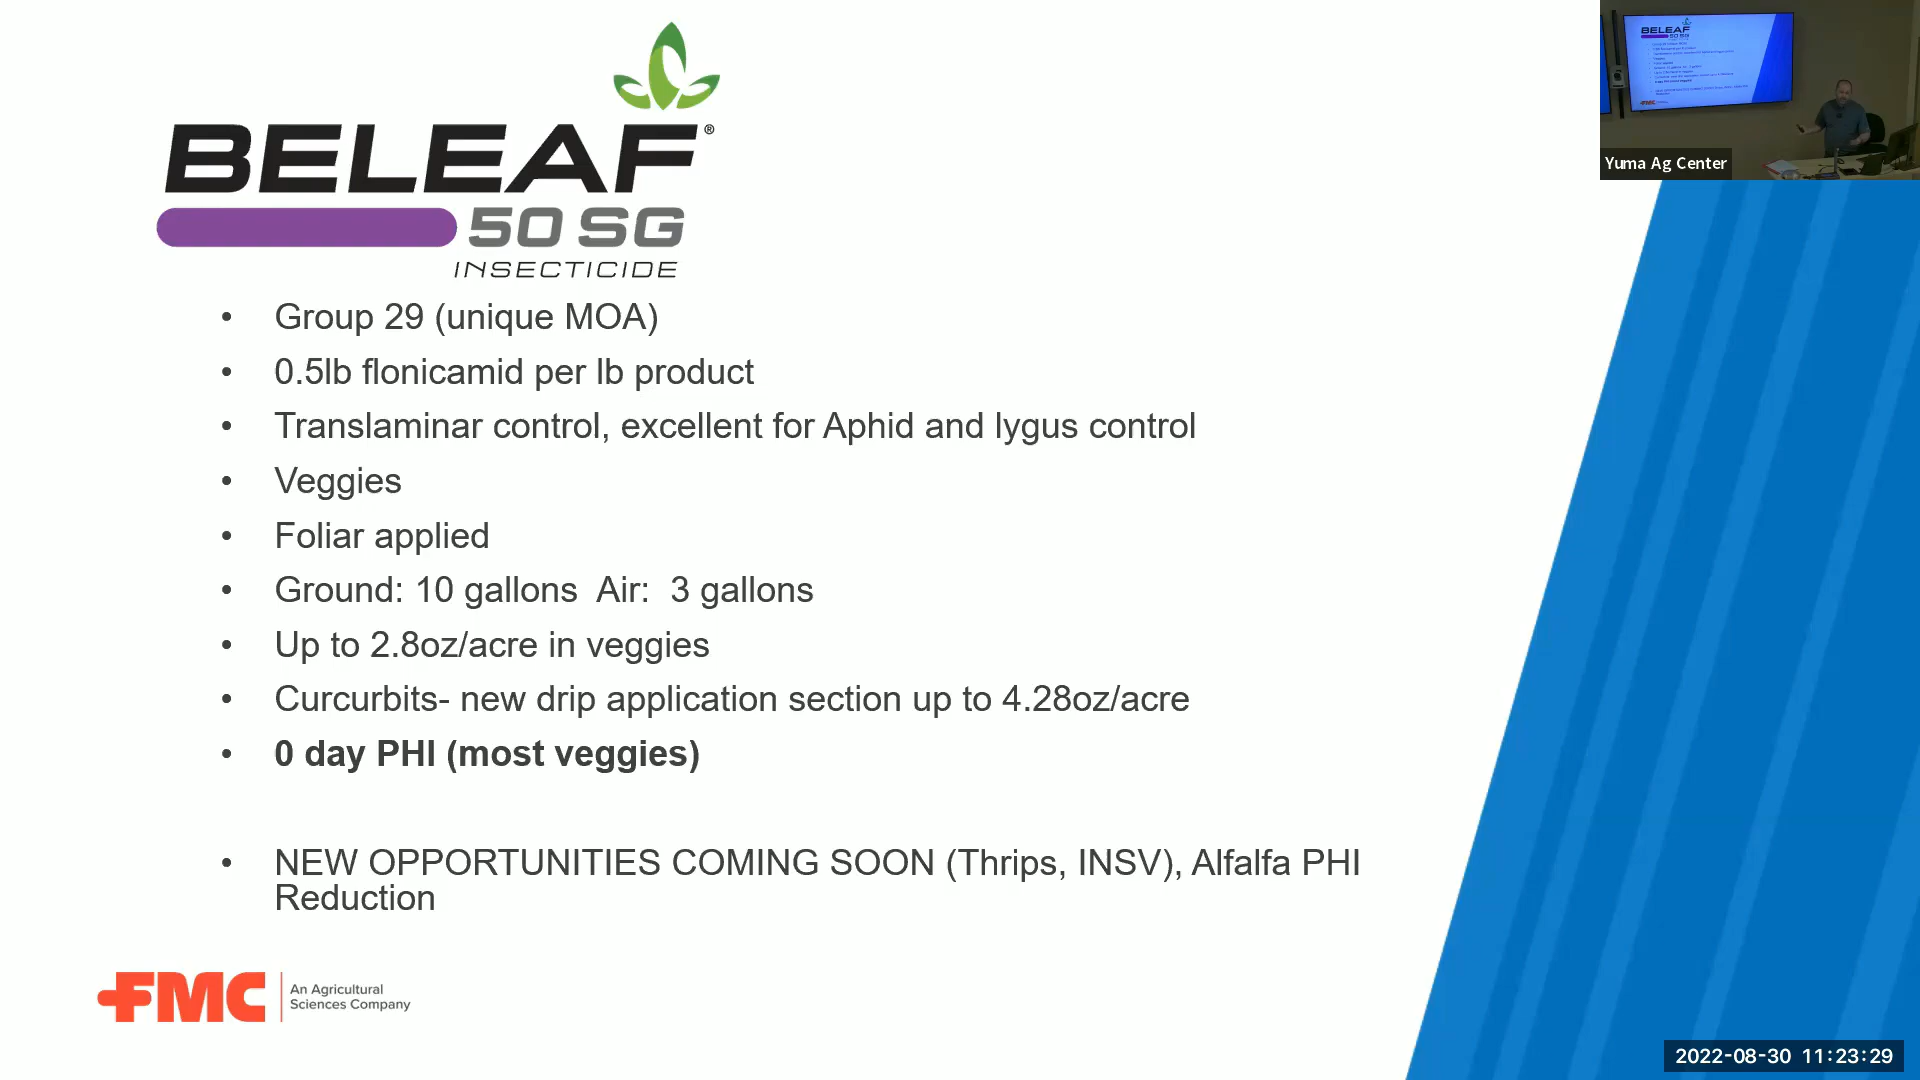 BELEAF®
50 SG
INSECTICIDE
• Group 29 (unique MOA)
• 0.5lb flonicamid per lb product
• Translaminar control, excellent for Aphid and lygus control
• Veggies
• Foliar applied
• Ground: 10 gallons  Air:  3 gallons
• Up to 2.8oz/acre in veggies
• Curcurbits- new drip application section up to 4.28oz/acre
• 0 day PHI (most veggies)
• NEW OPPORTUNITIES COMING SOON (Thrips, INSV), Alfalfa PHI
Reduction
FMC
An Agricultural
Sciences Company
BELEAF
50 SG
Yuma Ag Center
2022-08-30 11:23:29